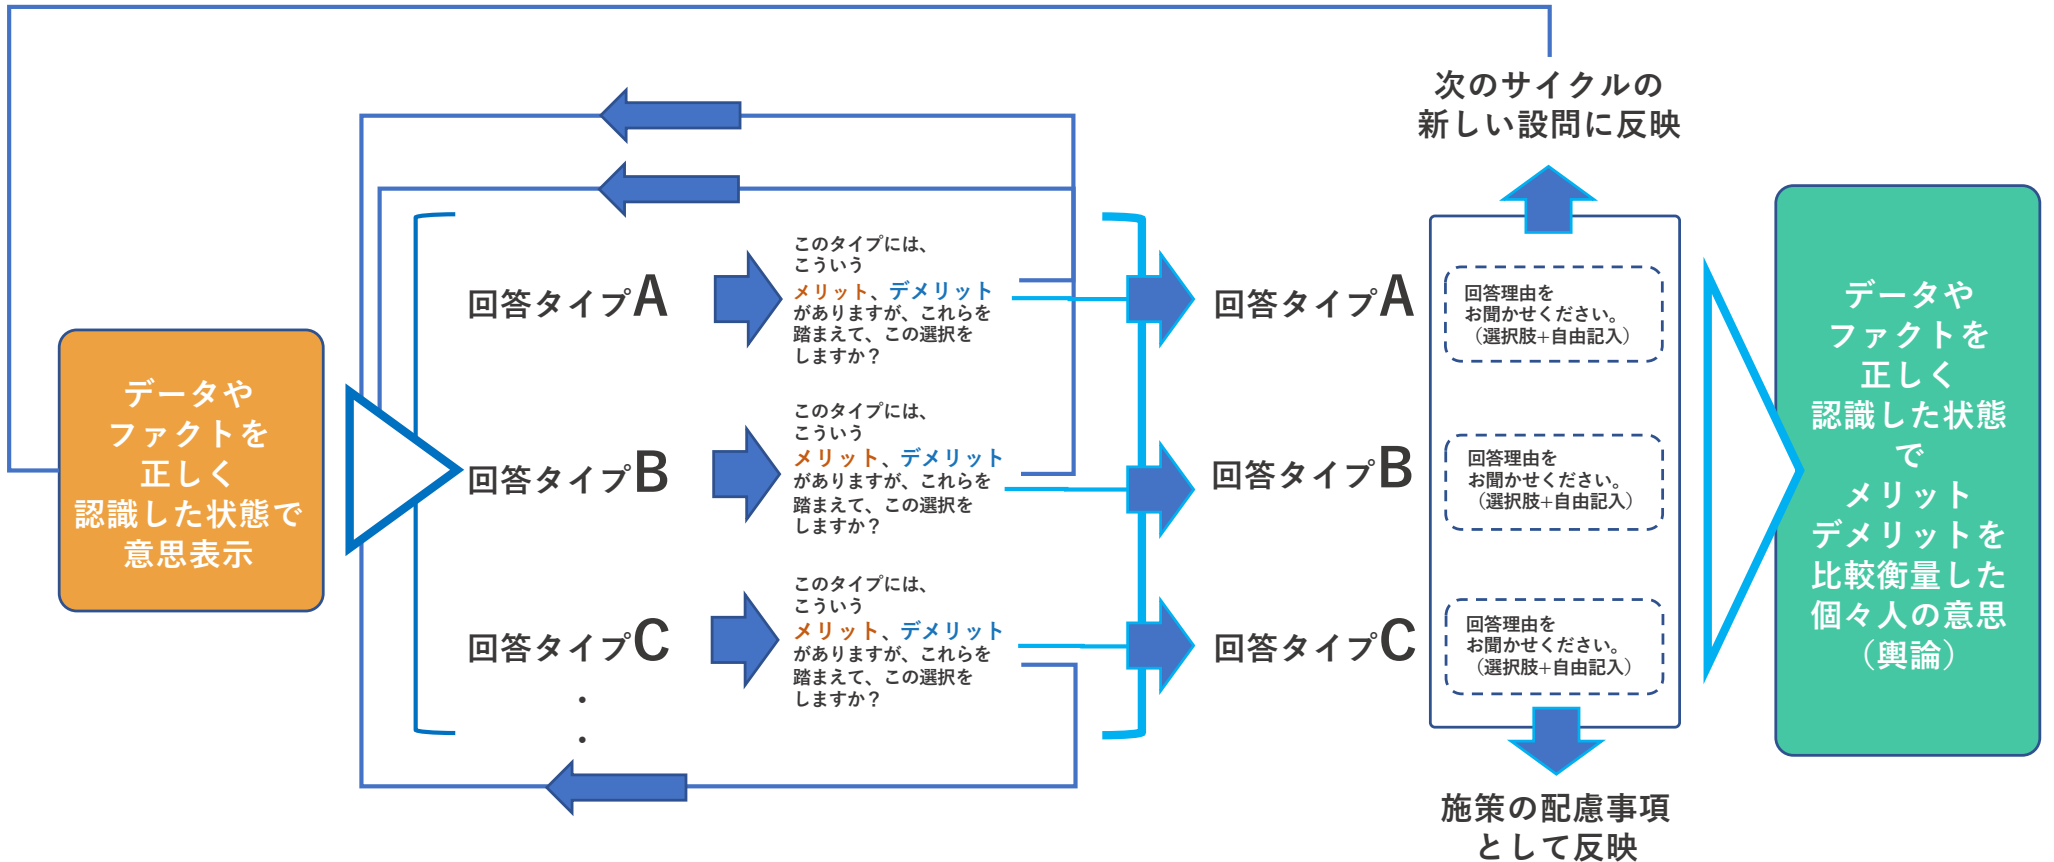 次のサイクルの
新しい設問に反映
データや
ファクトを
正しく
認識した状態で
意思表示
回答タイプA
このタイプには、
こういう
メリット、デメリット
がありますが、これらを
踏まえて、この選択を
しますか？
回答タイプA
回答理由を
お聞かせください。
（選択肢+自由記入）
回答タイプB
このタイプには、
こういう
メリット、デメリット
がありますが、これらを
踏まえて、この選択を
しますか？
回答タイプB
回答理由を
お聞かせください。
（選択肢+自由記入）
回答タイプC
・
・
このタイプには、
こういう
メリット、デメリット
がありますが、これらを
踏まえて、この選択を
しますか？
回答タイプC
回答理由を
お聞かせください。
（選択肢+自由記入）
施策の配慮事項
として反映
データや
ファクトを
正しく
認識した状態
で
メリット
デメリットを
比較衡量した
個々人の意思
（輿論）